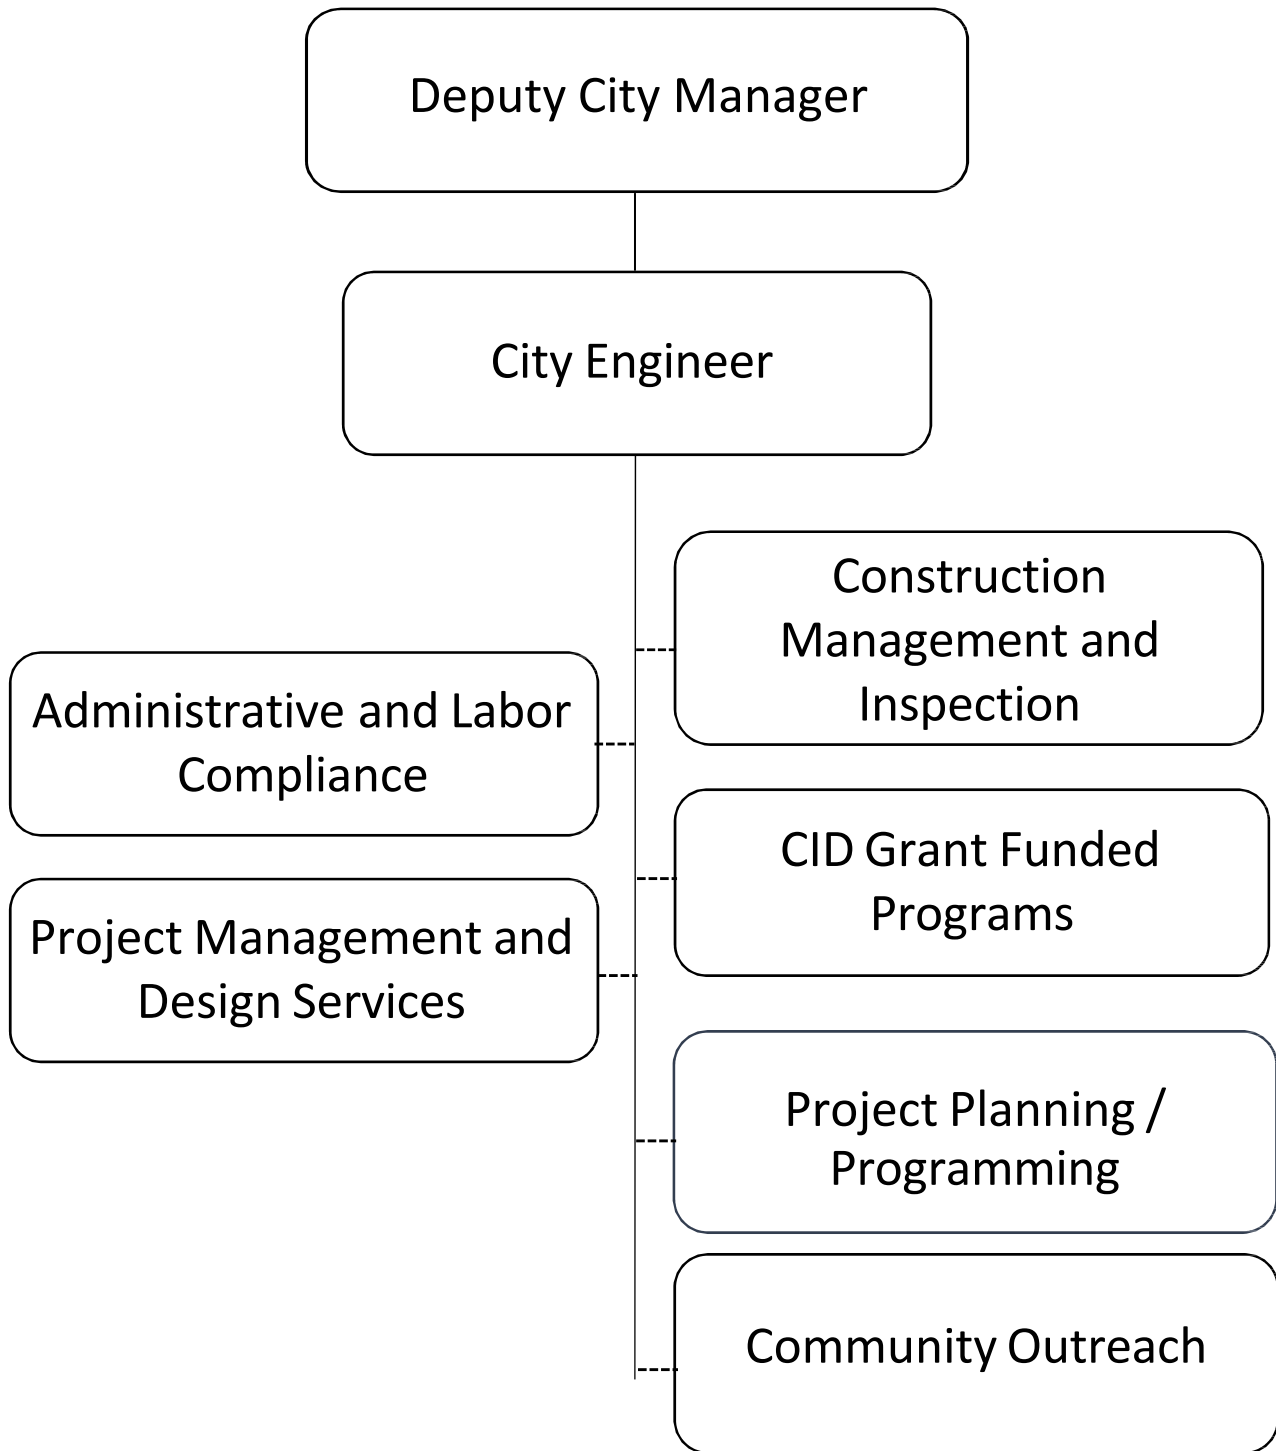 Deputy City Manager
City Engineer
Construction
Management and
Inspection
Administrative and Labor
Compliance
CID Grant Funded
Programs
Project Management and
Design Services
Project Planning /
Programming
Community Outreach